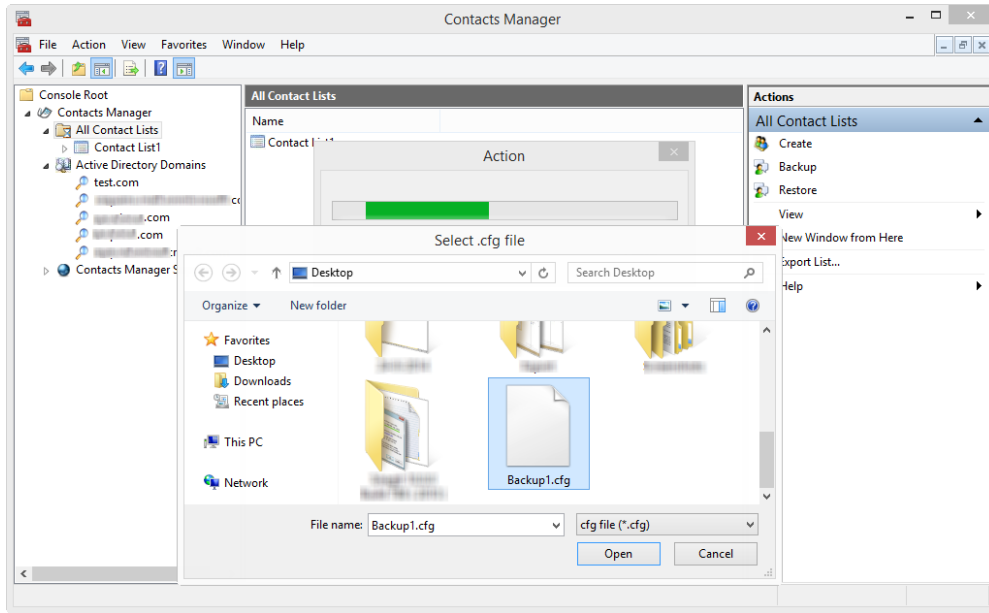 Contacts Manager
File Action View Favorites Window Help
Console Root
Contacts Manager
All Contact Lists
Contact List1
Active Directory Domains
test.com
.com
.com
Contacts Manager S
All Contact Lists
Name
Contact
Actions
All Contact Lists
Create
Backup
Restore
View
New Window from Here
Export List...
Help
Action
Select .cfg file
Desktop
Search Desktop
Organize
New folder
Favorites
Desktop
Downloads
Recent places
This PC
Network
Backup1.cfg
File name: Backup1.cfg
cfg file (*.cfg)
Open Cancel